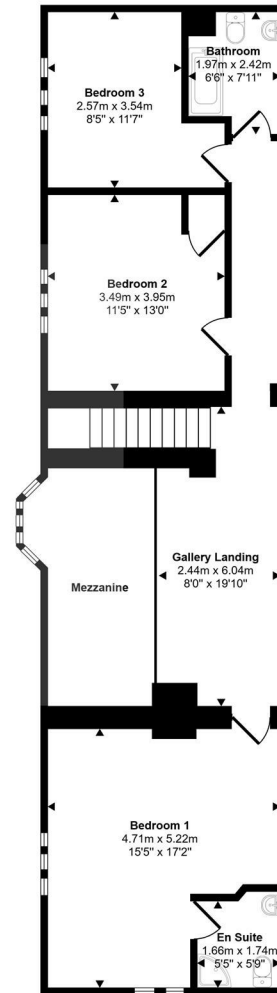 Bathroom
1.97m x 2.42m
6'6" x 7'11"
Bedroom 3
2.57m x 3.54m
8'5" x 11'7"
Bedroom 2
3.49m x 3.95m
11'5" x 13'0"
Gallery Landing
2.44m x 6.04m
8'0" x 19'10"
Mezzanine
Bedroom 1
4.71m x 5.22m
15'5" x 17'2"
En Suite
1.66m x 1.74m
5'5" x 5'9"